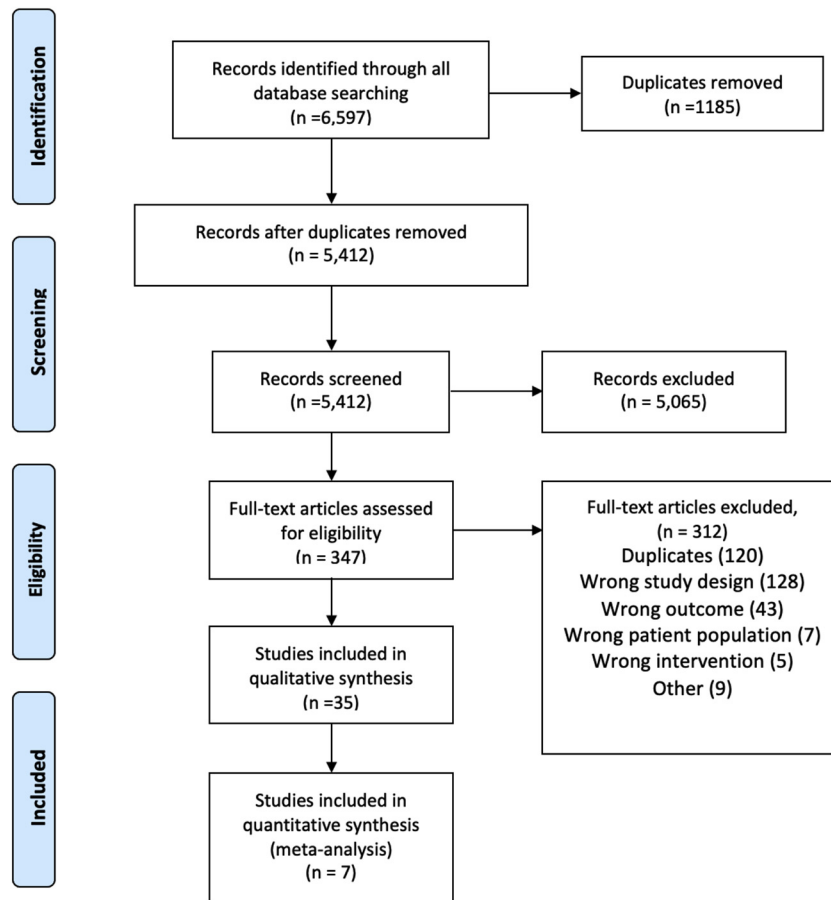 Identification
Records identified through all
database searching
(n =6,597)
Duplicates removed
(n =1185)
Records after duplicates removed
(n = 5,412)
Screening
Records screened
(n =5,412)
Records excluded
(n = 5,065)
Eligibility
Full-text articles assessed
for eligibility
(n = 347)
Full-text articles excluded,
(n = 312)
Duplicates (120)
Wrong study design (128)
Wrong outcome (43)
Wrong patient population (7)
Wrong intervention (5)
Other (9)
Studies included in
qualitative synthesis
(n =35)
Included
Studies included in
quantitative synthesis
(meta-analysis)
(n = 7)